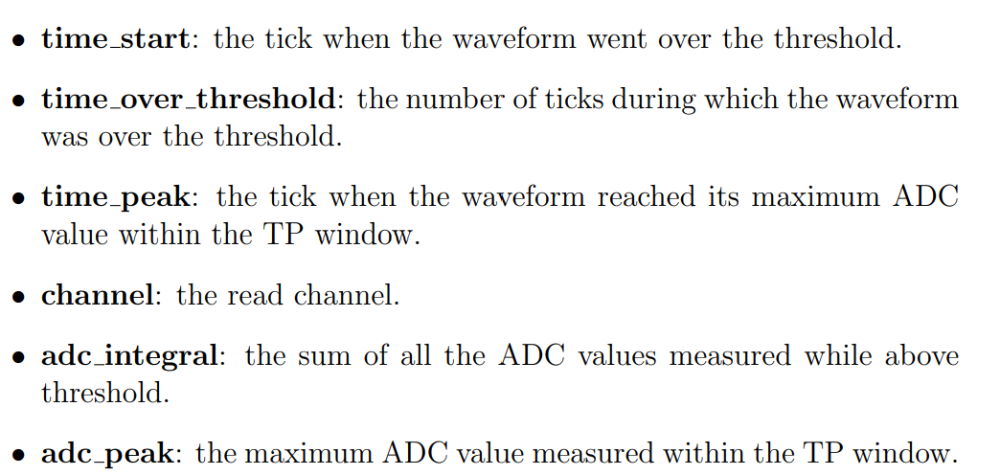 • time_start: the tick when the waveform went over the threshold.
• time_over_threshold: the number of ticks during which the waveform
was over the threshold.
• time_peak: the tick when the waveform reached its maximum ADC
value within the TP window.
• channel: the read channel.
• adc_integral: the sum of all the ADC values measured while above
threshold.
• adc_peak: the maximum ADC value measured within the TP window.